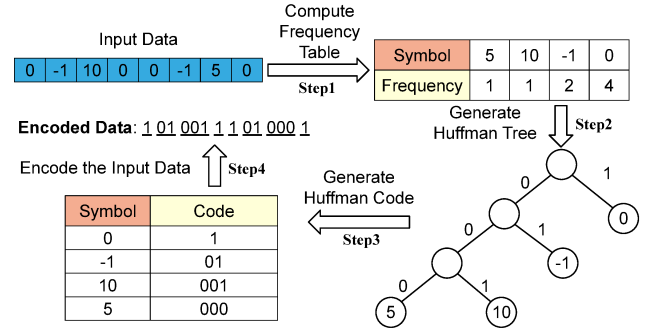 Input Data
0 -1 10 0 0 -1 5 0
Compute
Frequency
Table
Step1
Symbol 5 10 -1 0
Frequency 1 1 2 4
Generate
Huffman Tree
Step2
0 1
0
0 1
-1
0 1
5 10
Generate
Huffman Code
Step3
Symbol Code
0 1
-1 01
10 001
5 000
Encode the Input Data
Step4
Encoded Data: 1 01 001 1 1 01 000 1